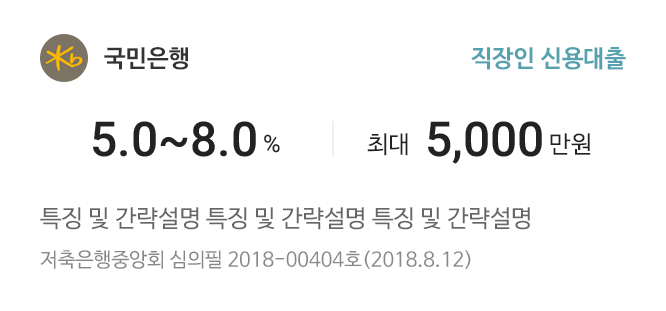 국민은행 직장인 신용대출
5.0~8.0 % 최대 5,000 만원
특징 및 간략설명 특징 및 간략설명 특징 및 간략설명
저축은행중앙회 심의필 2018-00404호(2018.8.12)